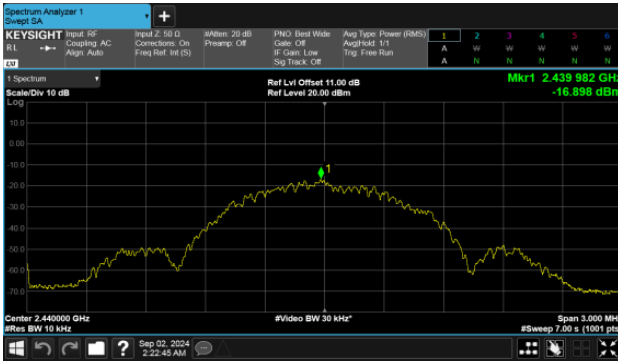 Spectrum Analyzer 1
Swept SA
KEYSIGHT
RL
LXI
Input: RF
Coupling: AC
Align: Auto
Input Z: 50 Ω
Corrections: On
Freq Ref: Int (S)
#Atten: 20 dB
Preamp: Off
PNO: Best Wide
Gate: Off
IF Gain: Low
Sig Track: Off
Avg Type: Power (RMS)
Avg|Hold: 1/1
Trig: Free Run
1 2 3 4 5 6
A W W W W W
A N N N N N
1 Spectrum
Scale/Div 10 dB
Log
Ref Lvl Offset 11.00 dB
Ref Level 20.00 dBm
Mkr1 2.439 982 GHz
-16.898 dBm
10.0
0.00
-10.0
-20.0
-30.0
-40.0
-50.0
-60.0
-70.0
1
Center 2.440000 GHz
#Res BW 10 kHz
#Video BW 30 kHz*
Span 3.000 MH
#Sweep 7.00 s (1001 pts
?
Sep 02, 2024
2:22:45 AM